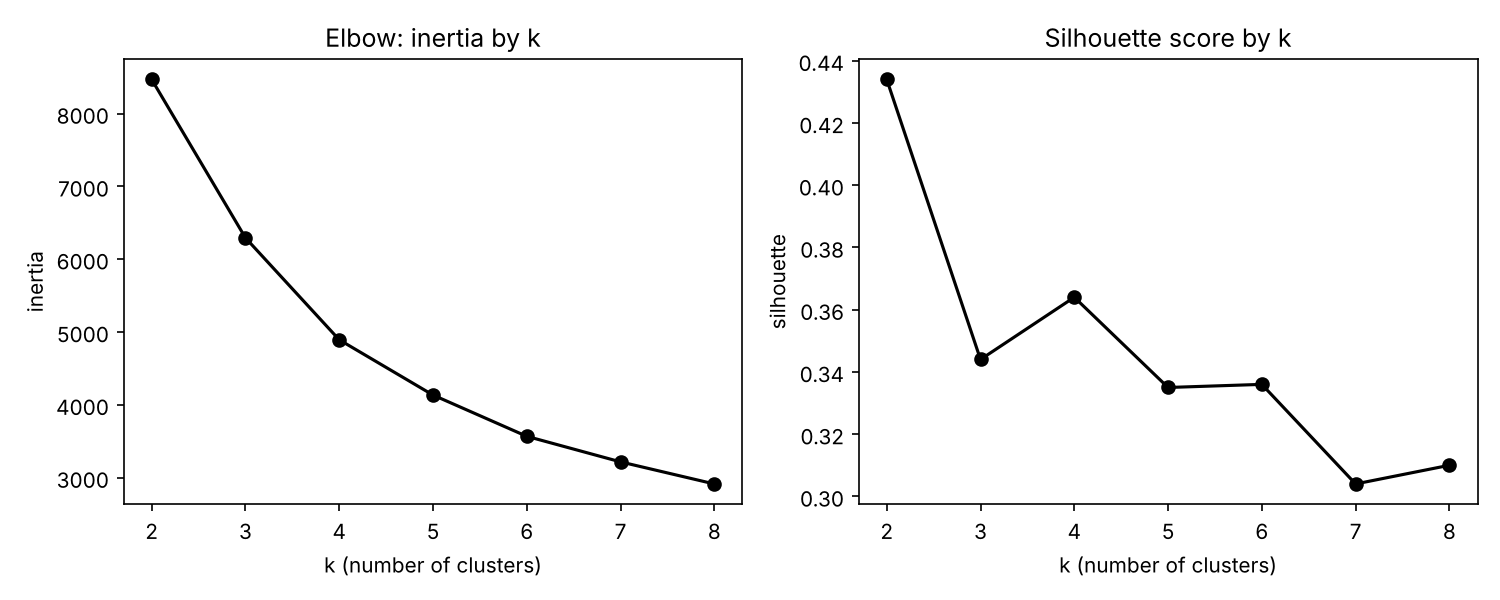 Elbow: inertia by k
inertia
8000
7000
6000
5000
4000
3000
2 3 4 5 6 7 8
k (number of clusters)
Silhouette score by k
silhouette
0.44
0.42
0.40
0.38
0.36
0.34
0.32
0.30
2 3 4 5 6 7 8
k (number of clusters)